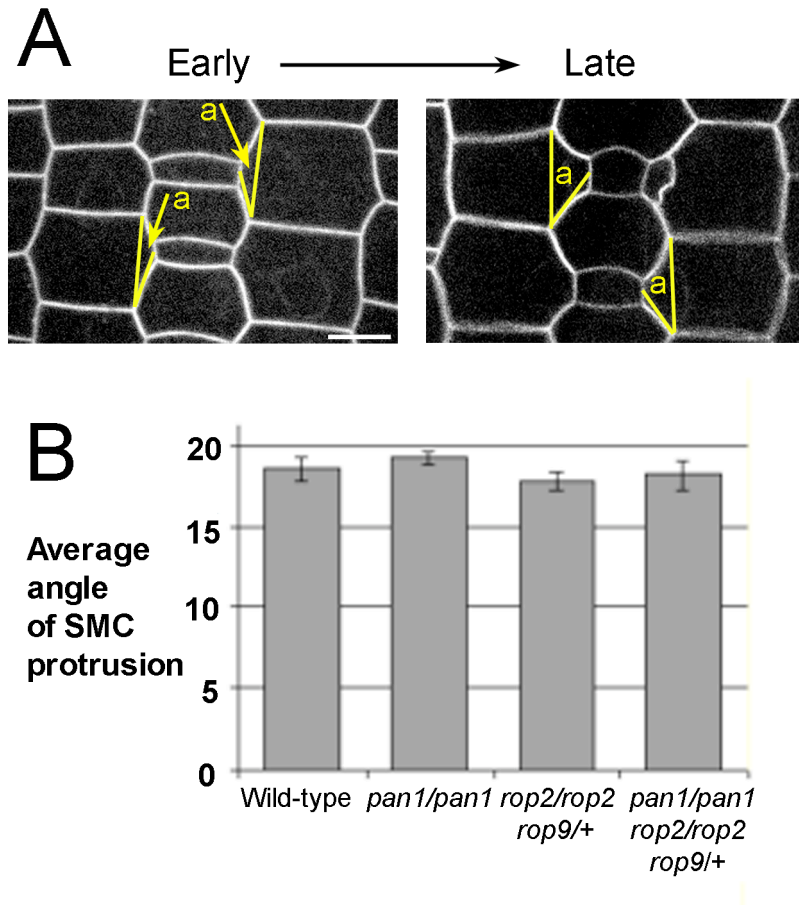 A
Early
Late
a
a
a
a
B
Average
angle
of SMC
protrusion
20
15
10
5
0
Wild-type
pan1/pan1
rop2/rop2
rop9/+
pan1/pan1
rop2/rop2
rop9/+